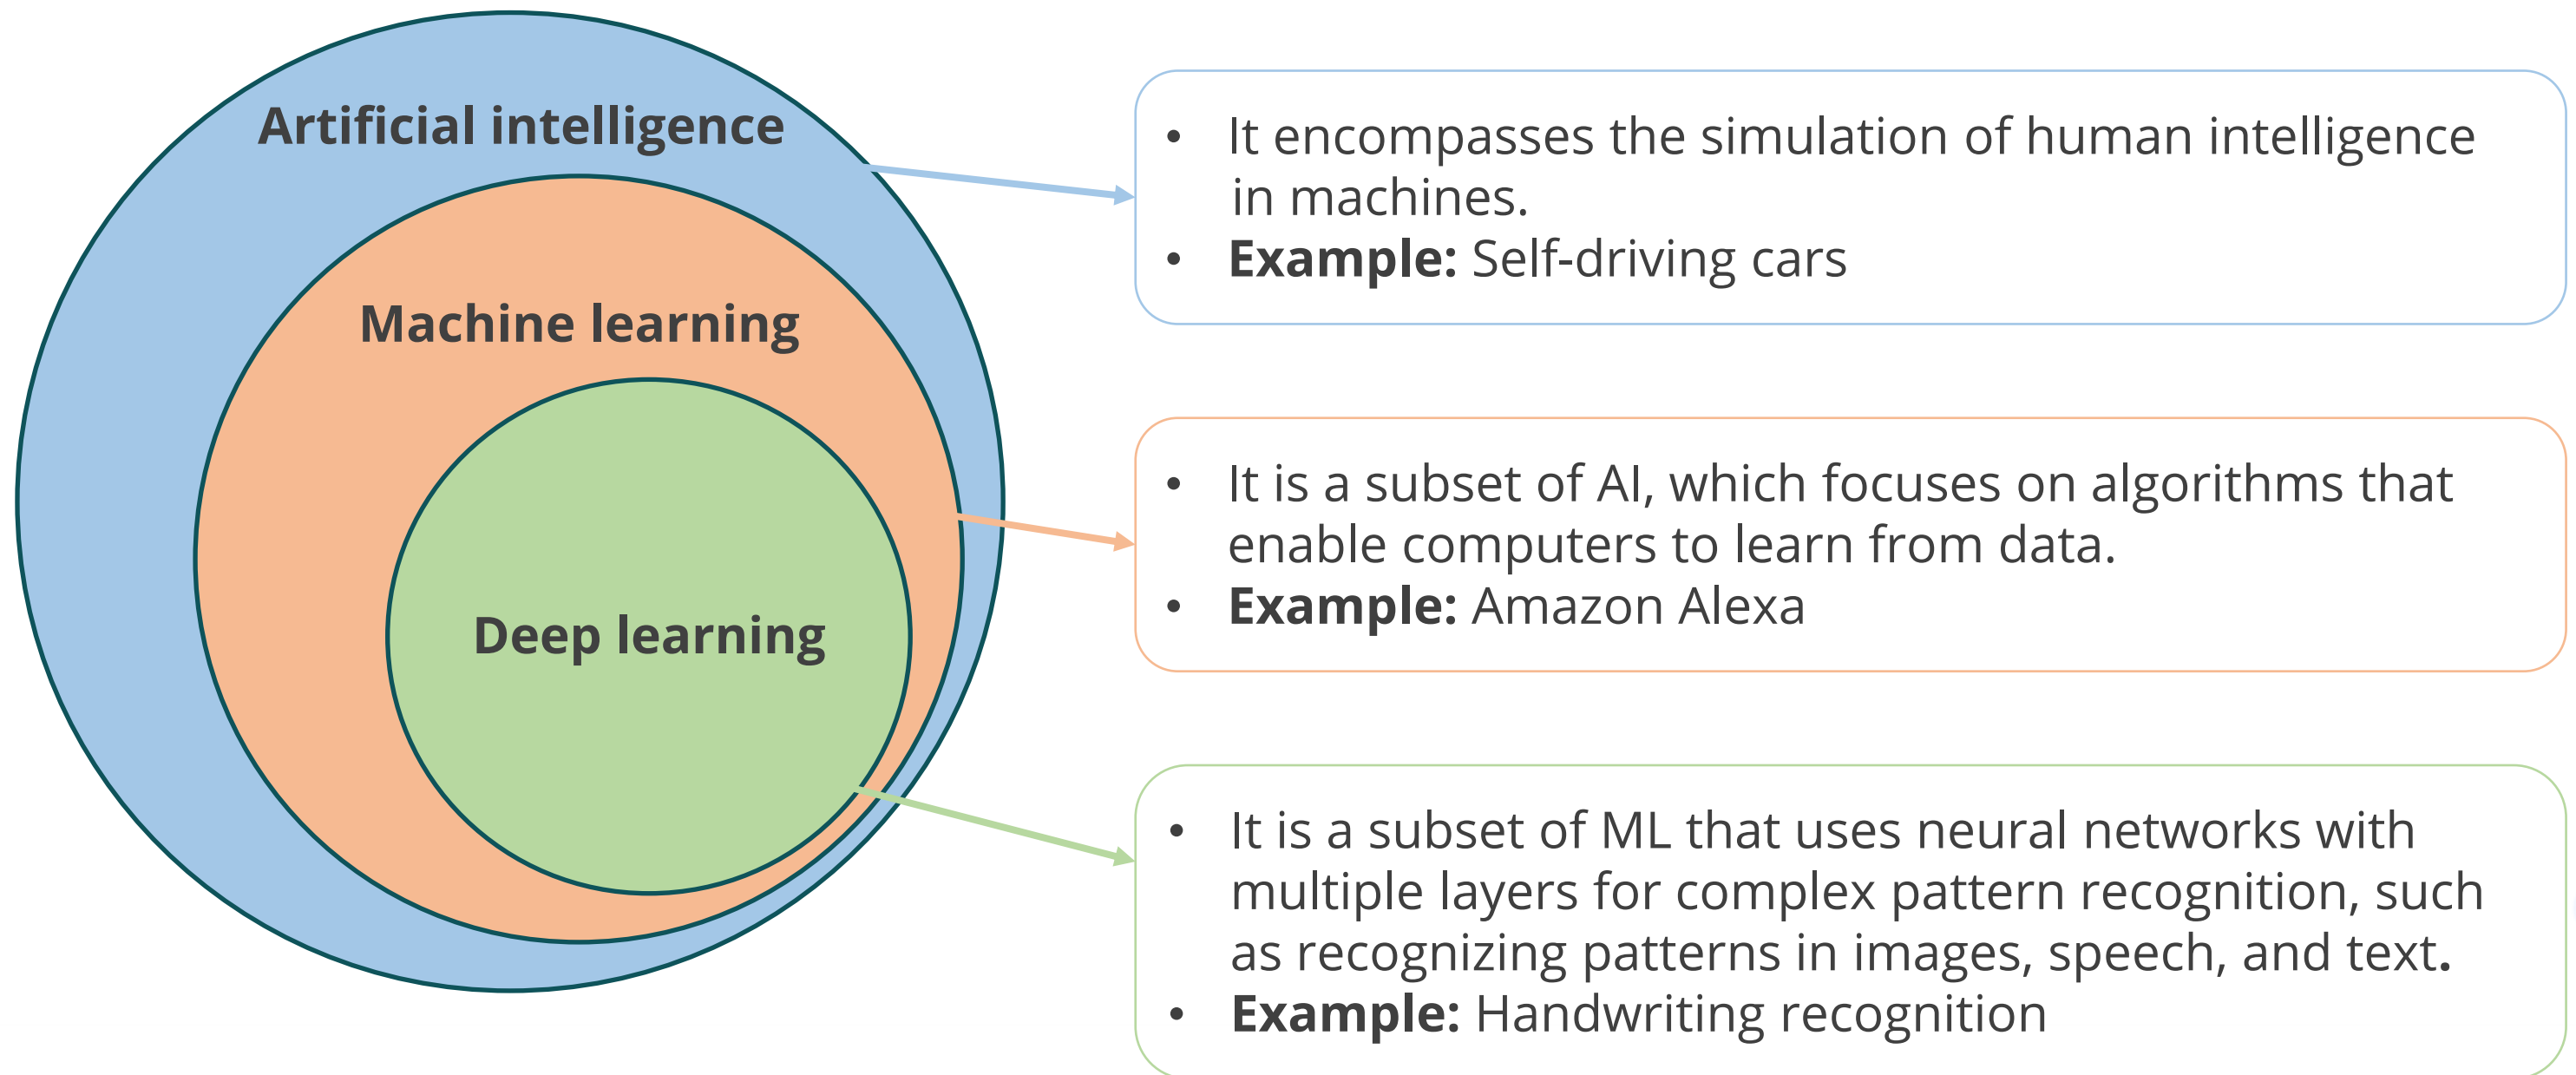 Artificial intelligence
Machine learning
Deep learning
• It encompasses the simulation of human intelligence
in machines.
• Example: Self-driving cars
• It is a subset of AI, which focuses on algorithms that
enable computers to learn from data.
• Example: Amazon Alexa
• It is a subset of ML that uses neural networks with
multiple layers for complex pattern recognition, such
as recognizing patterns in images, speech, and text.
• Example: Handwriting recognition